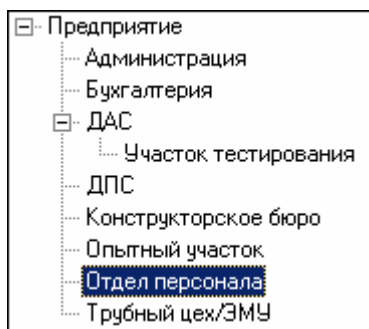 Предприятие
Администрация
Бухгалтерия
ДАС
Участок тестирования
ДПС
Конструкторское бюро
Опытный участок
Отдел персонала
Трубный цех/ЭМУ